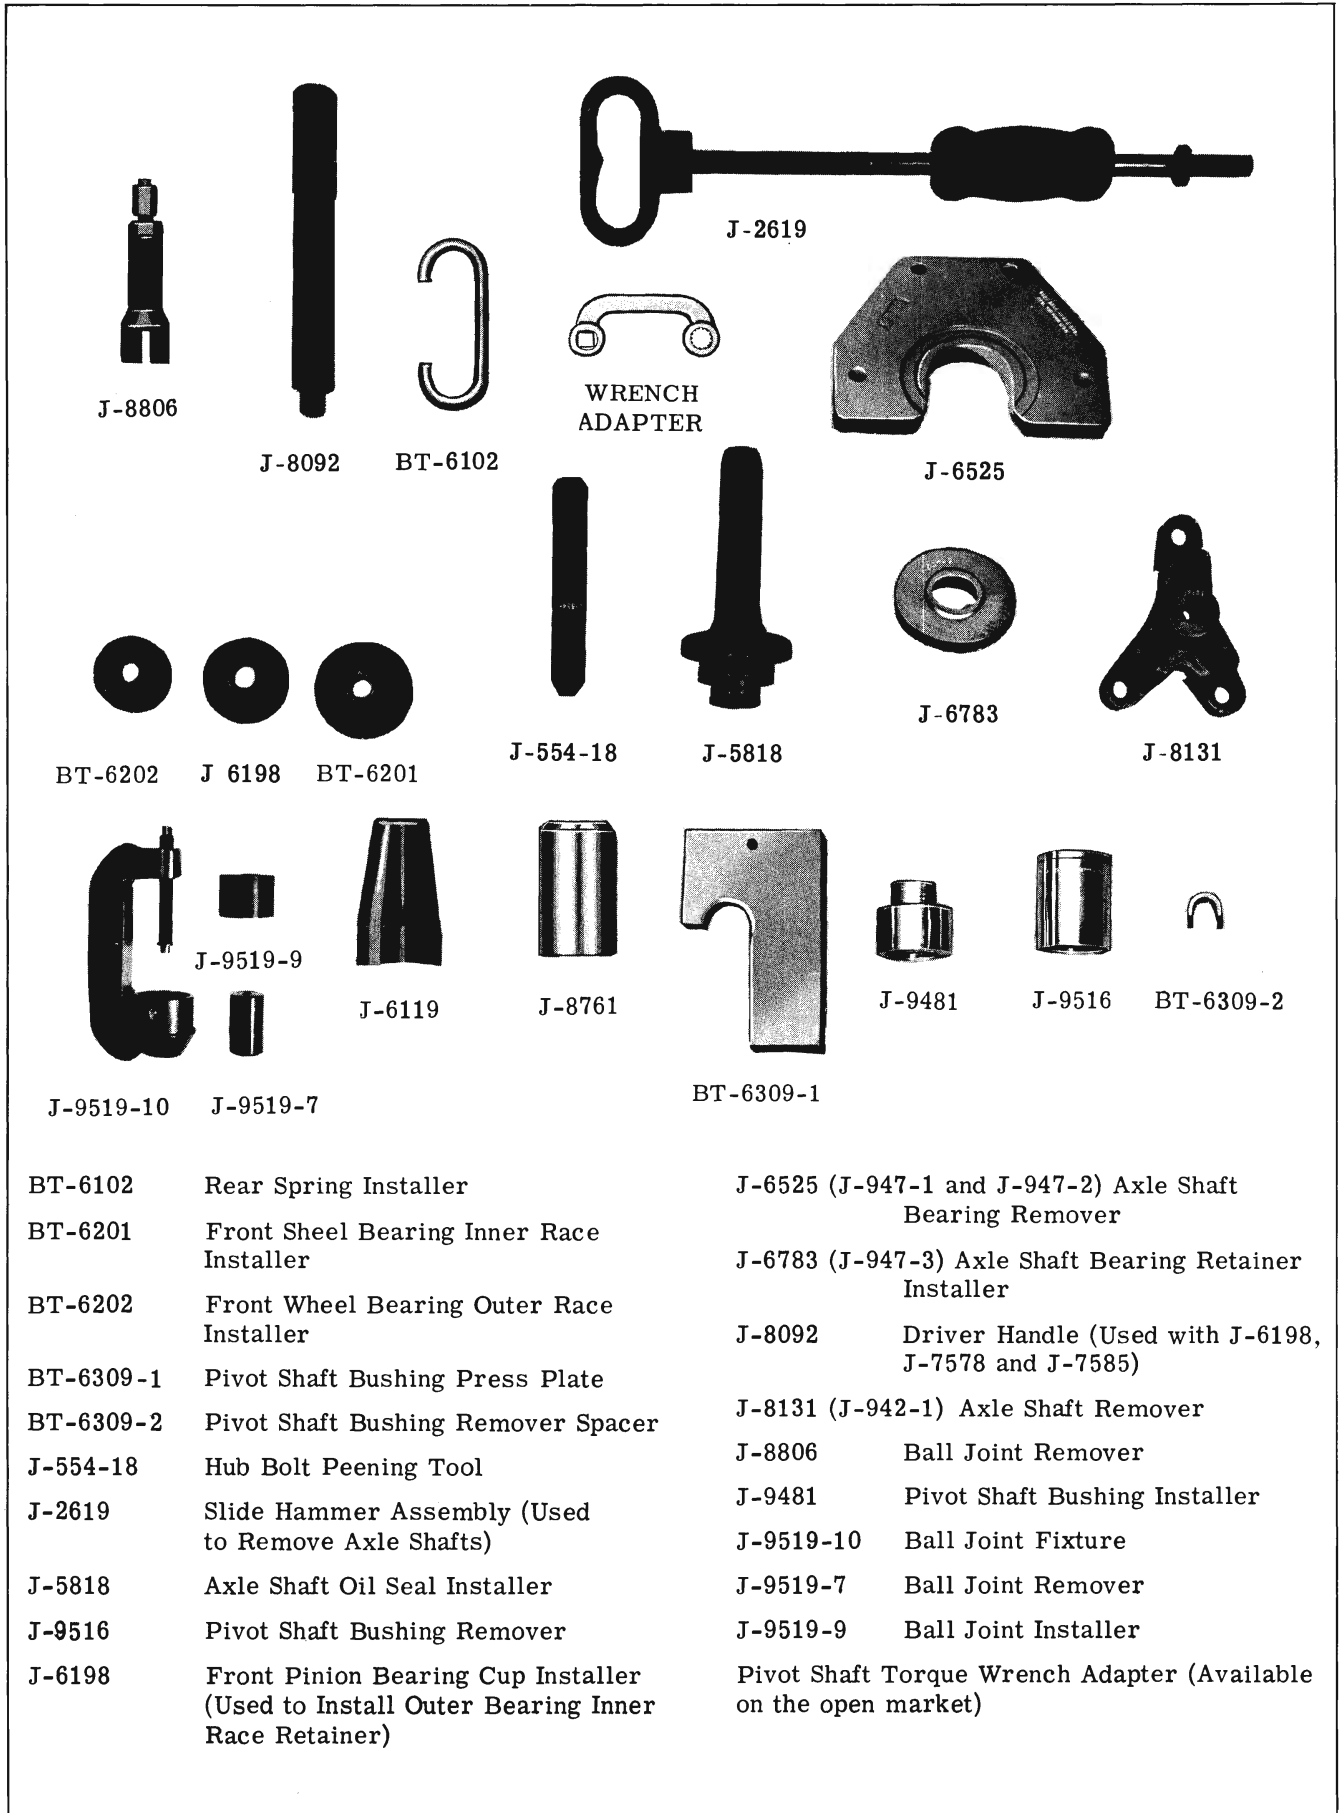 J-2619
J-8806
WRENCH
ADAPTER
J-8092
BT-6102
J-6525
J-6783
J-554-18
J-5818
J-8131
BT-6202
J 6198
BT-6201
J-9519-9
J-6119
J-8761
J-9481
J-9516
BT-6309-2
BT-6309-1
J-9519-10
J-9519-7
BT-6102 Rear Spring Installer
BT-6201 Front Sheel Bearing Inner Race
Installer
BT-6202 Front Wheel Bearing Outer Race
Installer
BT-6309-1 Pivot Shaft Bushing Press Plate
BT-6309-2 Pivot Shaft Bushing Remover Spacer
J-554-18 Hub Bolt Peening Tool
J-2619 Slide Hammer Assembly (Used
to Remove Axle Shafts)
J-5818 Axle Shaft Oil Seal Installer
J-9516 Pivot Shaft Bushing Remover
J-6198 Front Pinion Bearing Cup Installer
(Used to Install Outer Bearing Inner
Race Retainer)
J-6525 (J-947-1 and J-947-2) Axle Shaft
Bearing Remover
J-6783 (J-947-3) Axle Shaft Bearing Retainer
Installer
J-8092 Driver Handle (Used with J-6198,
J-7578 and J-7585)
J-8131 (J-942-1) Axle Shaft Remover
J-8806 Ball Joint Remover
J-9481 Pivot Shaft Bushing Installer
J-9519-10 Ball Joint Fixture
J-9519-7 Ball Joint Remover
J-9519-9 Ball Joint Installer
Pivot Shaft Torque Wrench Adapter (Available
on the open market)